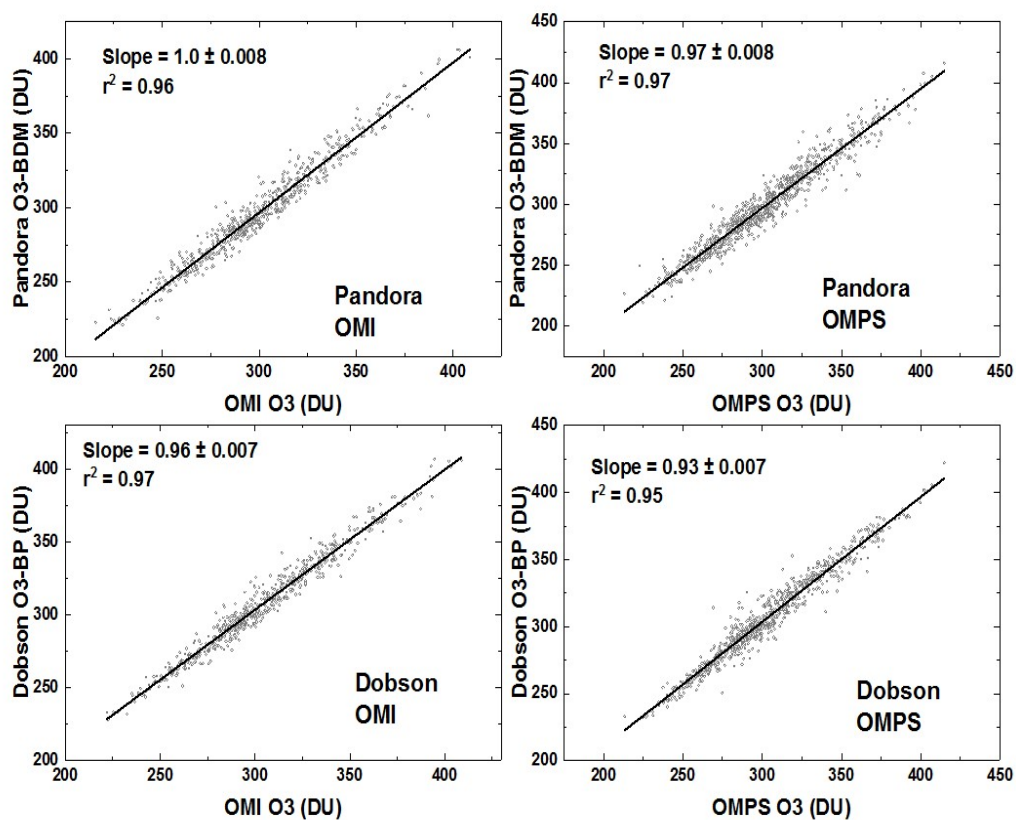 Slope = 1.0 ± 0.008
r² = 0.96
Pandora O3-BDM (DU)
400
350
300
250
200
Pandora
OMI
200 250 300 350 400
OMI O3 (DU)
Slope = 0.97 ± 0.008
r² = 0.97
Pandora O3-BDM (DU)
450
400
350
300
250
200
Pandora
OMPS
200 250 300 350 400 450
OMPS O3 (DU)
Slope = 0.96 ± 0.007
r² = 0.97
Dobson O3-BP (DU)
400
350
300
250
200
Dobson
OMI
200 250 300 350 400
OMI O3 (DU)
Slope = 0.93 ± 0.007
r² = 0.95
Dobson O3-BP (DU)
450
400
350
300
250
200
Dobson
OMPS
200 250 300 350 400 450
OMPS O3 (DU)